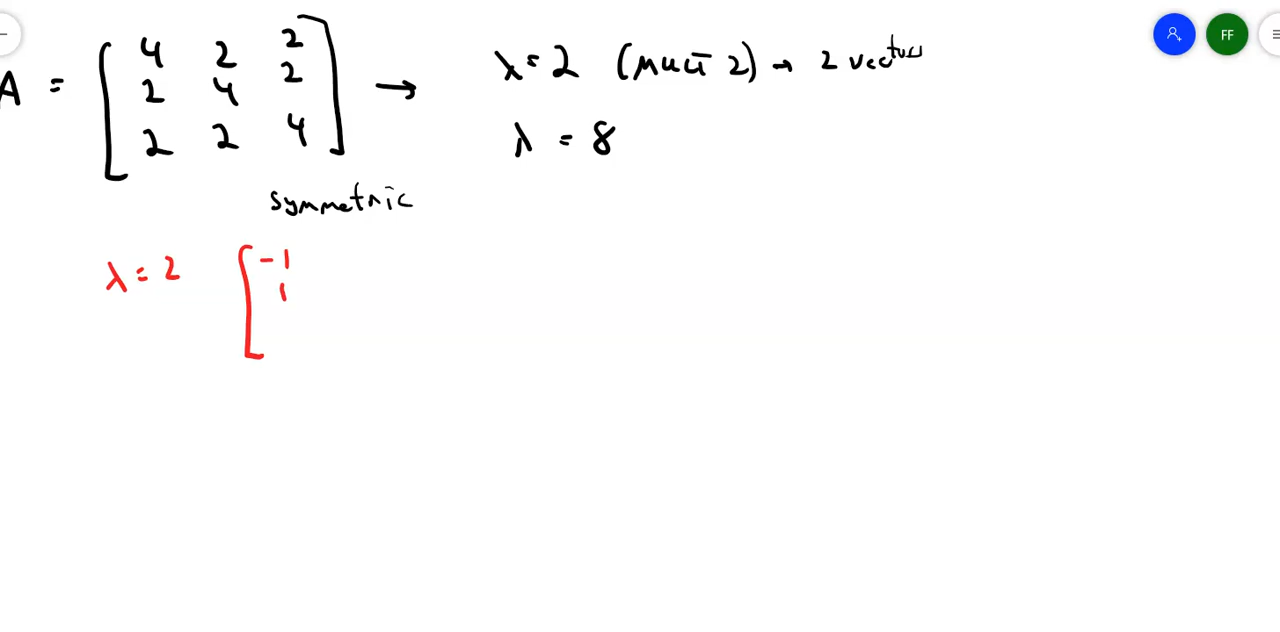 A = [ 4 2 2 → λ = 2 (mult 2) → 2 vectors
2 4 2
2 2 4 ] λ = 8
symmetric
λ = 2 [ -1
1
FF